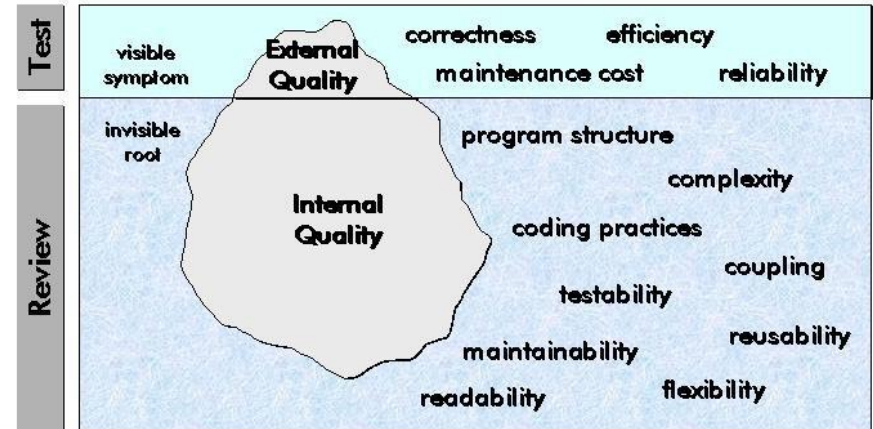 Test
visible
symptom
External
Quality
correctness
efficiency
maintenance cost
reliability
Review
invisible
root
Internal
Quality
program structure
complexity
coding practices
coupling
testability
reusability
maintainability
flexibility
readability